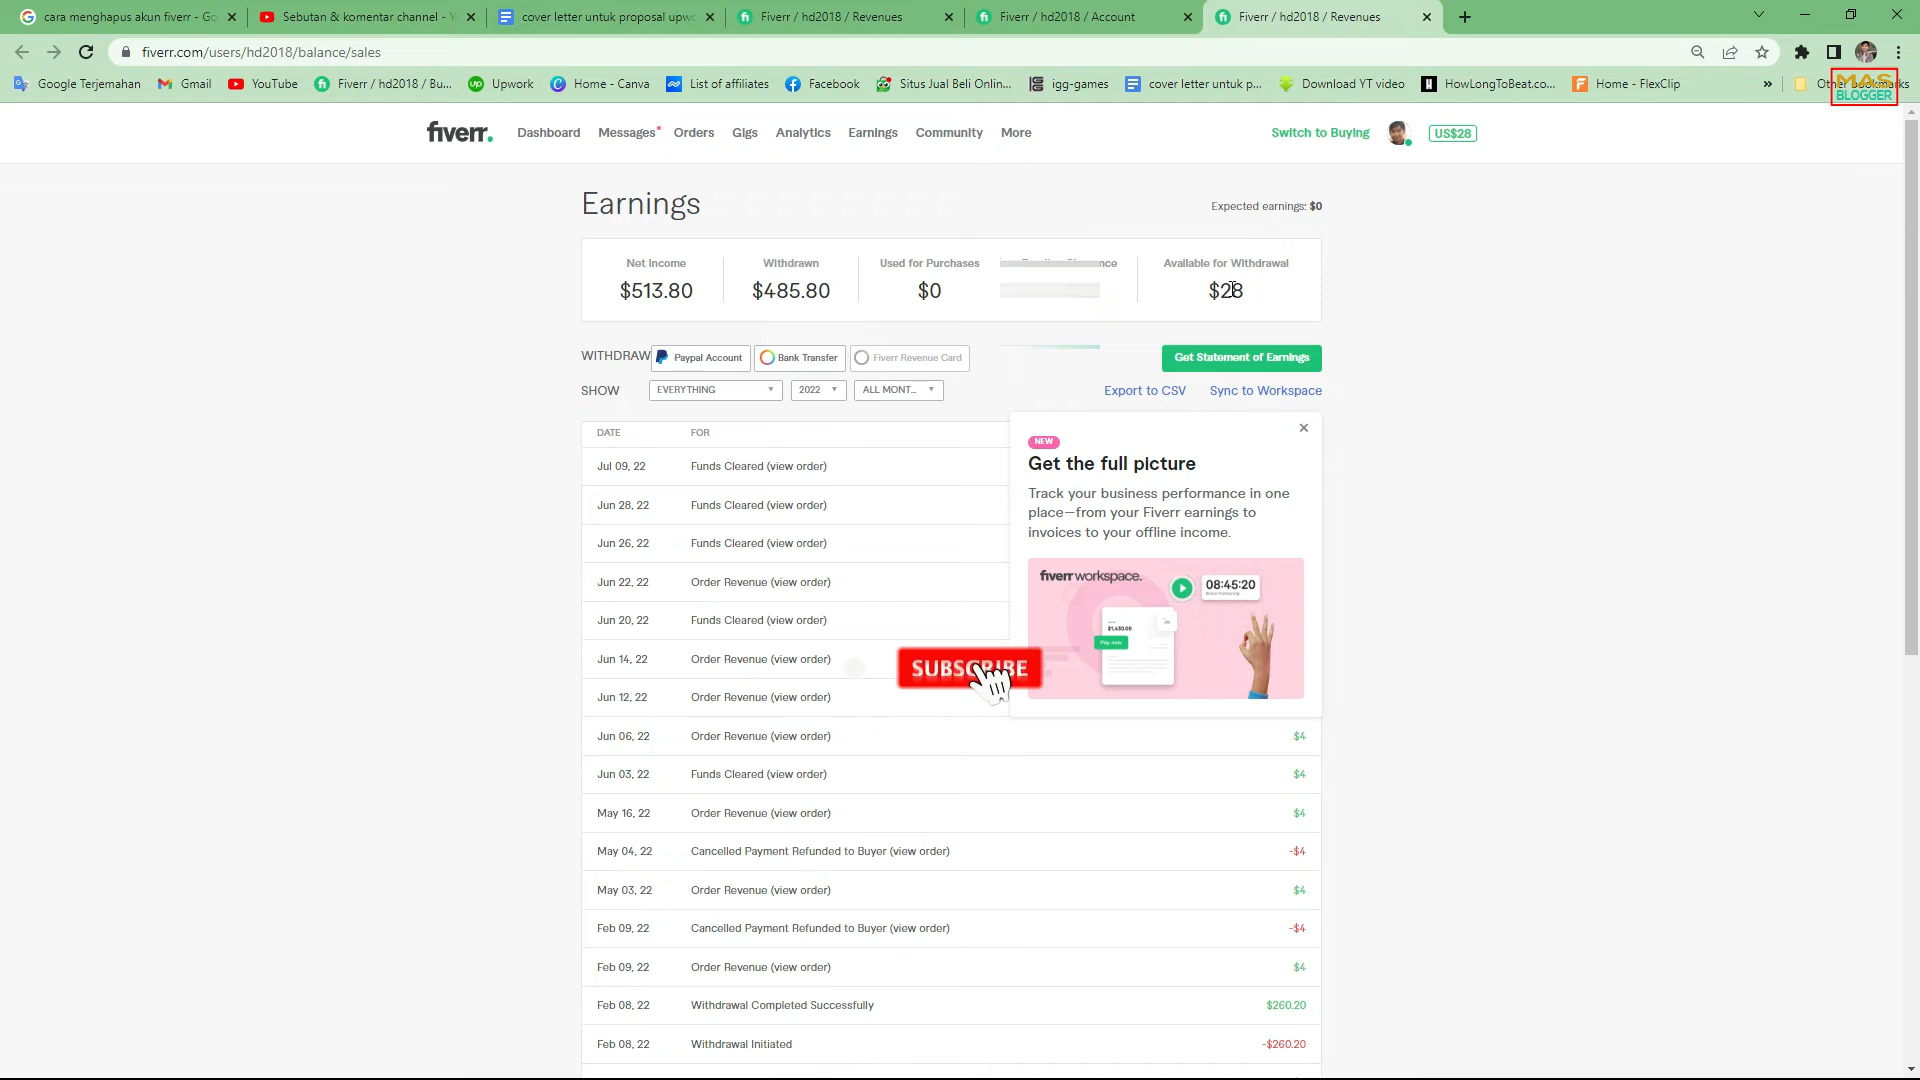 cara menghapus akun fiverr - Go
Sebutan & komentar channel - Y
cover letter untuk proposal upwo
Fiverr / hd2018 / Revenues
Fiverr / hd2018 / Account
Fiverr / hd2018 / Revenues
fiverr.com/users/hd2018/balance/sales
Google Terjemahan
Gmail
YouTube
Fiverr / hd2018 / Bu...
Upwork
Home - Canva
List of affiliates
Facebook
Situs Jual Beli Onlin...
igg-games
cover letter untuk p...
Download YT video
HowLongToBeat.co...
Home - FlexClip
»
Other bookmarks
MAS
BLOGGER
fiverr.
Dashboard
Messages
Orders
Gigs
Analytics
Earnings
Community
More
Switch to Buying
US$28
Earnings
Expected earnings: $0
Net Income
$513.80
Withdrawn
$485.80
Used for Purchases
$0
Available for Withdrawal
$28
WITHDRAW
Paypal Account
Bank Transfer
Fiverr Revenue Card
Get Statement of Earnings
SHOW
EVERYTHING
2022
ALL MONT...
Export to CSV
Sync to Workspace
DATE FOR
Jul 09, 22 Funds Cleared (view order)
Jun 28, 22 Funds Cleared (view order)
Jun 26, 22 Funds Cleared (view order)
Jun 22, 22 Order Revenue (view order)
Jun 20, 22 Funds Cleared (view order)
Jun 14, 22 Order Revenue (view order)
Jun 12, 22 Order Revenue (view order)
Jun 06, 22 Order Revenue (view order) $4
Jun 03, 22 Funds Cleared (view order) $4
May 16, 22 Order Revenue (view order) $4
May 04, 22 Cancelled Payment Refunded to Buyer (view order) -$4
May 03, 22 Order Revenue (view order) $4
Feb 09, 22 Cancelled Payment Refunded to Buyer (view order) -$4
Feb 09, 22 Order Revenue (view order) $4
Feb 08, 22 Withdrawal Completed Successfully $260.20
Feb 08, 22 Withdrawal Initiated -$260.20
NEW
Get the full picture
Track your business performance in one
place—from your Fiverr earnings to
invoices to your offline income.
fiverr workspace.
08:45:20
$1,430.00
Pay now
SUBSCRIBE